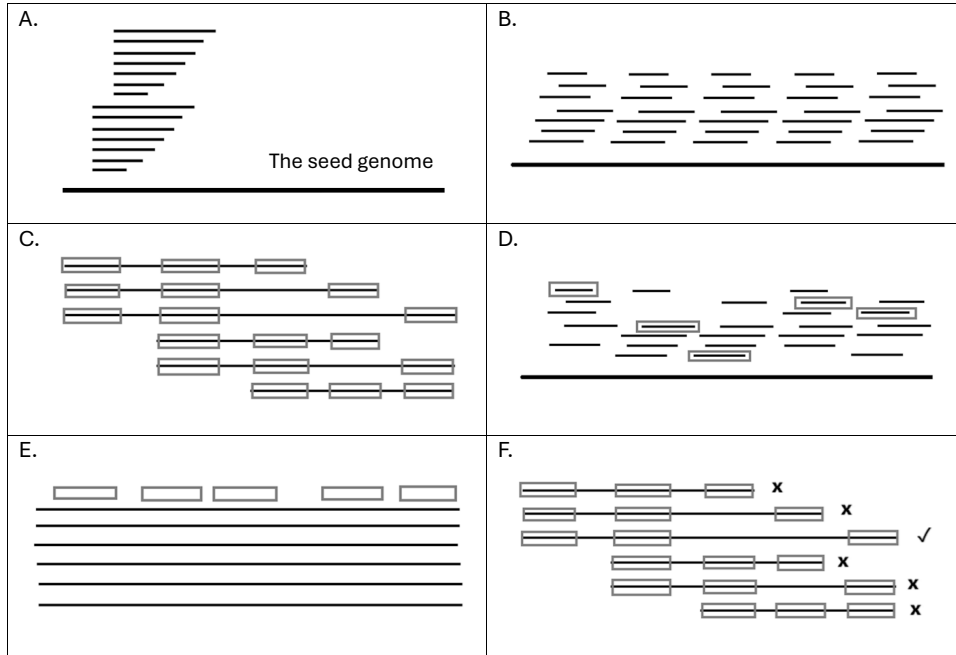 A.
The seed genome
B.
C.
D.
E.
F.
x
x
✓
x
x
x